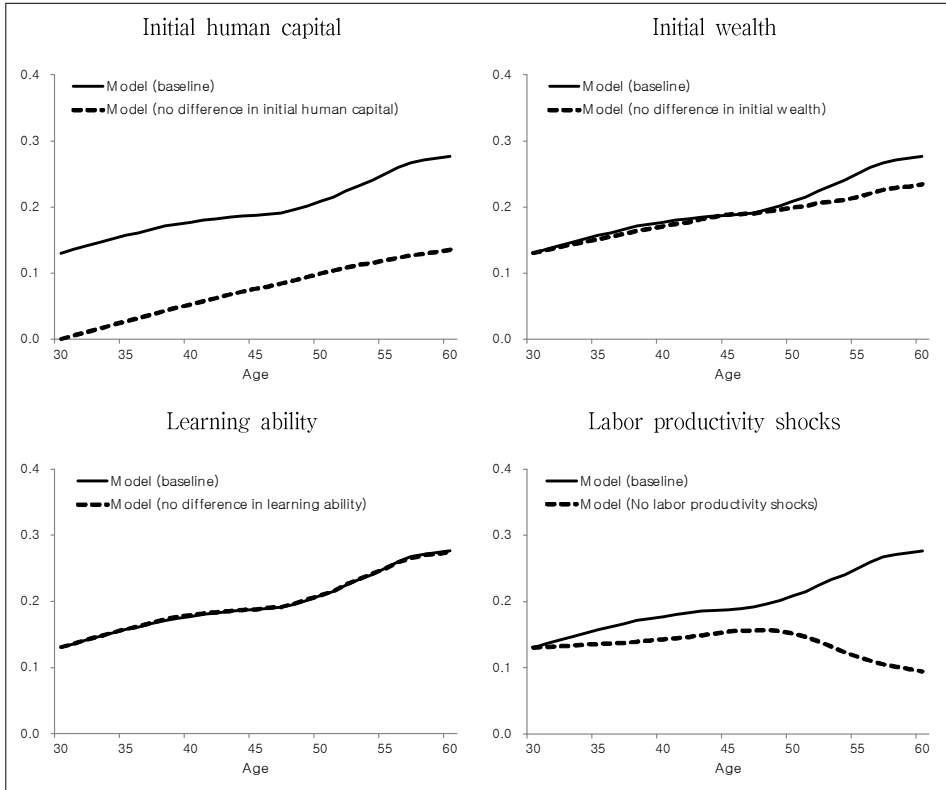 Initial human capital
Model (baseline)
Model (no difference in initial human capital)
0.4
0.3
0.2
0.1
0.0
30 35 40 45 50 55 60
Age
Initial wealth
Model (baseline)
Model (no difference in initial wealth)
0.4
0.3
0.2
0.1
0.0
30 35 40 45 50 55 60
Age
Learning ability
Model (baseline)
Model (no difference in learning ability)
0.4
0.3
0.2
0.1
0.0
30 35 40 45 50 55 60
Age
Labor productivity shocks
Model (baseline)
Model (No labor productivity shocks)
0.4
0.3
0.2
0.1
0.0
30 35 40 45 50 55 60
Age